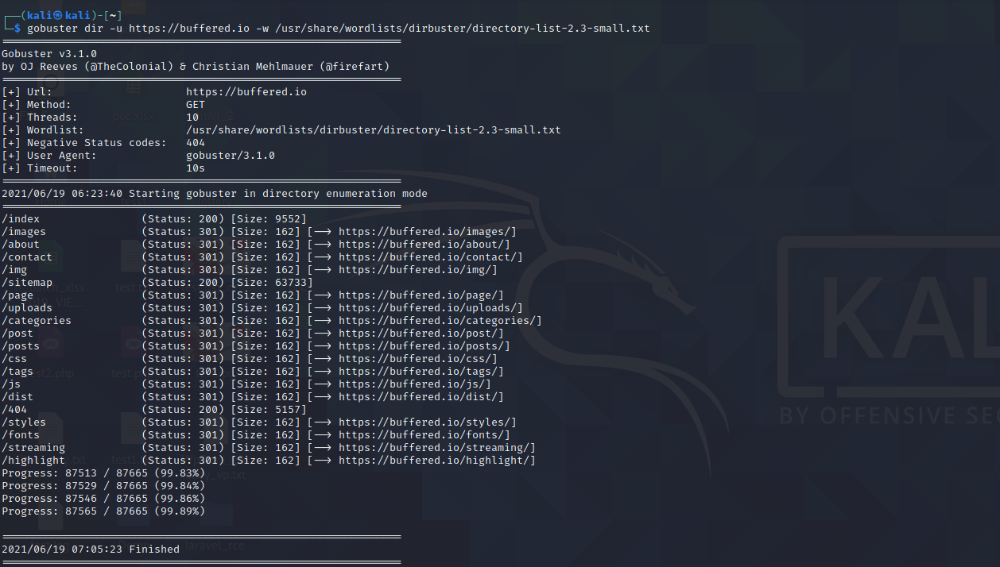 (kali㉿kali)-[~]
$ gobuster dir -u https://buffered.io -w /usr/share/wordlists/dirbuster/directory-list-2.3-small.txt
===============================================================
Gobuster v3.1.0
by OJ Reeves (@TheColonial) & Christian Mehlmauer (@firefart)
===============================================================
[+] Url:                     https://buffered.io
[+] Method:                  GET
[+] Threads:                 10
[+] Wordlist:                /usr/share/wordlists/dirbuster/directory-list-2.3-small.txt
[+] Negative Status codes:   404
[+] User Agent:              gobuster/3.1.0
[+] Timeout:                 10s
===============================================================
2021/06/19 06:23:40 Starting gobuster in directory enumeration mode
===============================================================
/index                (Status: 200) [Size: 9552]
/images               (Status: 301) [Size: 162] [--> https://buffered.io/images/]
/about                (Status: 301) [Size: 162] [--> https://buffered.io/about/]
/contact              (Status: 301) [Size: 162] [--> https://buffered.io/contact/]
/img                  (Status: 301) [Size: 162] [--> https://buffered.io/img/]
/sitemap              (Status: 200) [Size: 63733]
/page                 (Status: 301) [Size: 162] [--> https://buffered.io/page/]
/uploads              (Status: 301) [Size: 162] [--> https://buffered.io/uploads/]
/categories           (Status: 301) [Size: 162] [--> https://buffered.io/categories/]
/post                 (Status: 301) [Size: 162] [--> https://buffered.io/post/]
/posts                (Status: 301) [Size: 162] [--> https://buffered.io/posts/]
/css                  (Status: 301) [Size: 162] [--> https://buffered.io/css/]
/tags                 (Status: 301) [Size: 162] [--> https://buffered.io/tags/]
/js                   (Status: 301) [Size: 162] [--> https://buffered.io/js/]
/dist                 (Status: 301) [Size: 162] [--> https://buffered.io/dist/]
/404                  (Status: 200) [Size: 5157]
/styles               (Status: 301) [Size: 162] [--> https://buffered.io/styles/]
/fonts                (Status: 301) [Size: 162] [--> https://buffered.io/fonts/]
/streaming            (Status: 301) [Size: 162] [--> https://buffered.io/streaming/]
/highlight            (Status: 301) [Size: 162] [--> https://buffered.io/highlight/]
Progress: 87513 / 87665 (99.83%)
Progress: 87529 / 87665 (99.84%)
Progress: 87546 / 87665 (99.86%)
Progress: 87565 / 87665 (99.89%)
===============================================================
2021/06/19 07:05:23 Finished
===============================================================
KAL
BY OFFENSIVE SE
test2.php
laravel_rce